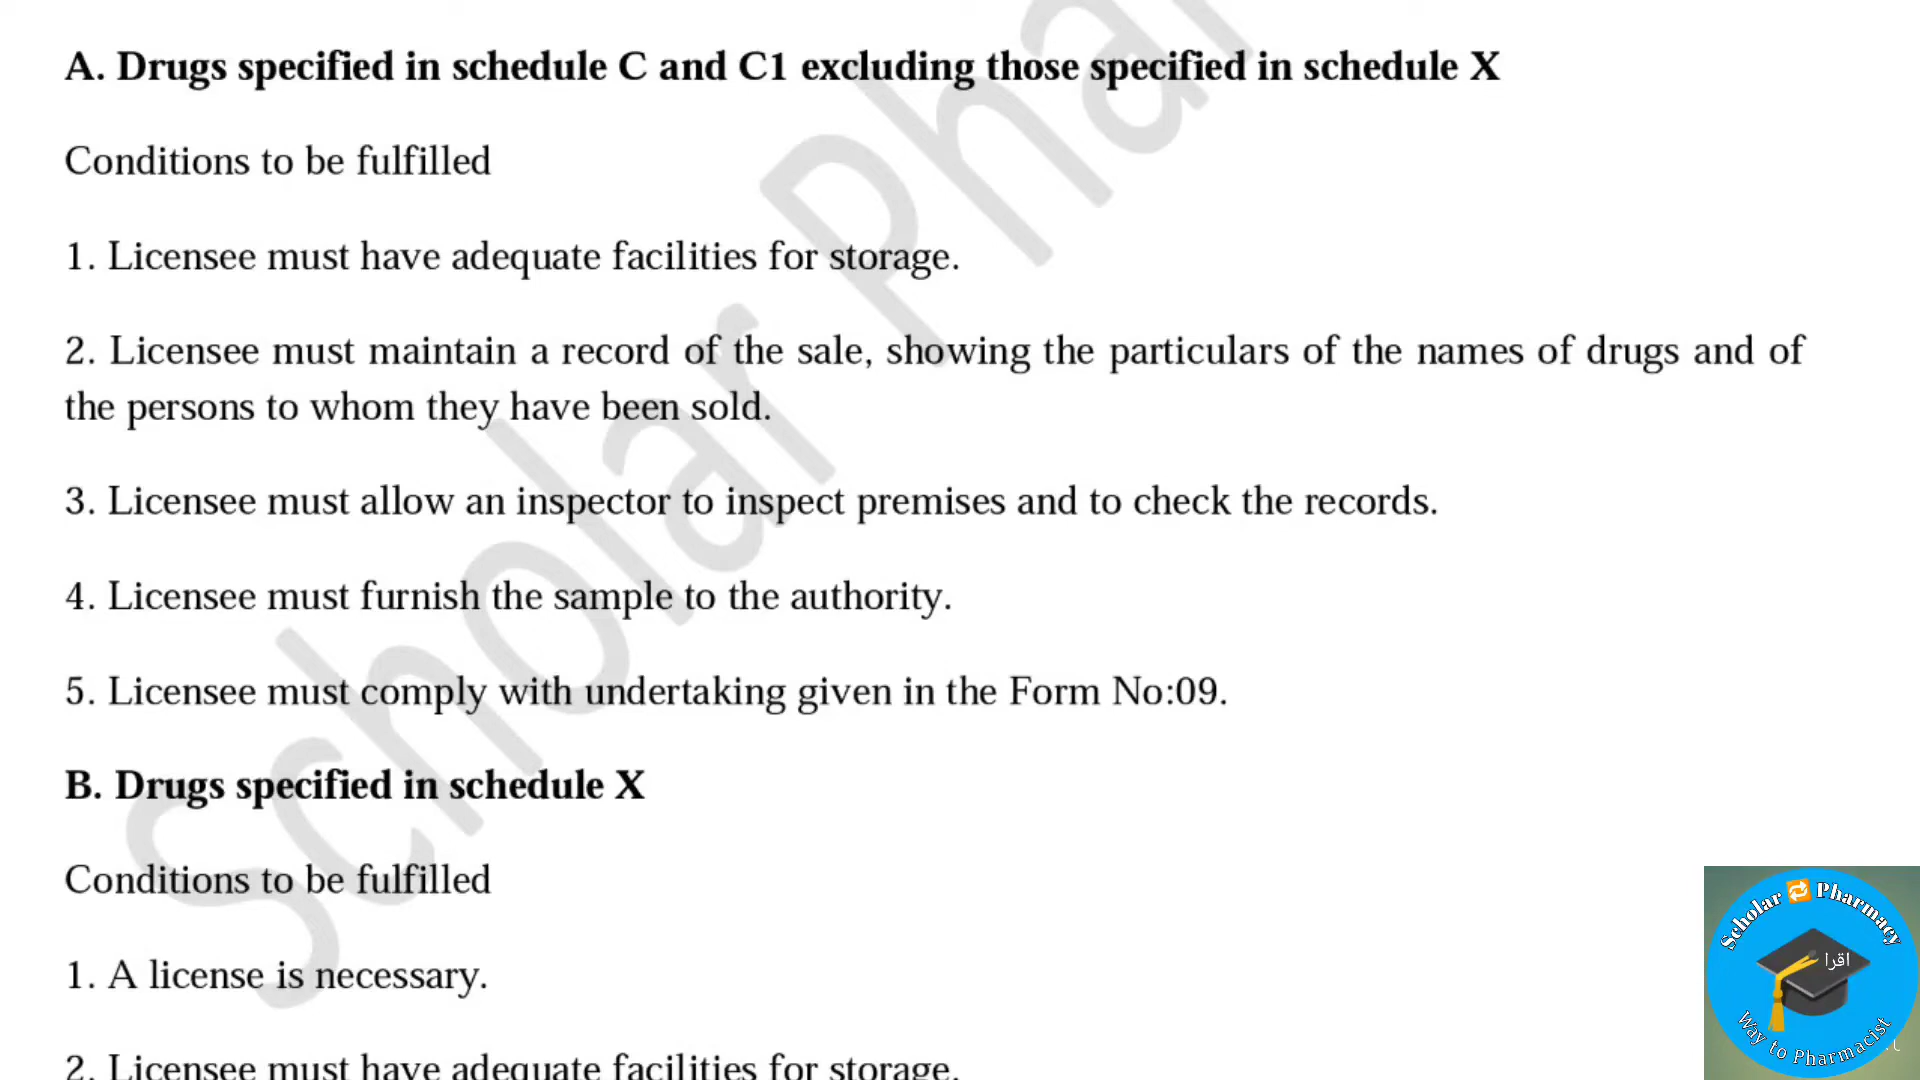 A. Drugs specified in schedule C and C1 excluding those specified in schedule X
Conditions to be fulfilled
1. Licensee must have adequate facilities for storage.
2. Licensee must maintain a record of the sale, showing the particulars of the names of drugs and of
the persons to whom they have been sold.
3. Licensee must allow an inspector to inspect premises and to check the records.
4. Licensee must furnish the sample to the authority.
5. Licensee must comply with undertaking given in the Form No:09.
B. Drugs specified in schedule X
Conditions to be fulfilled
1. A license is necessary.
2. Licensee must have adequate facilities for storage.
Scholar Phar
Scholar 🔁 Pharmacy
اقرا
Way to Pharmacist